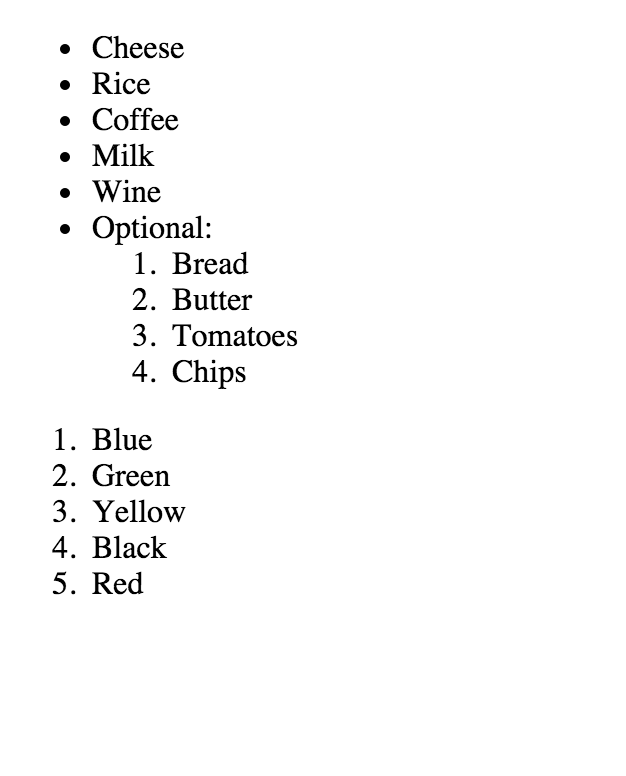 • Cheese
• Rice
• Coffee
• Milk
• Wine
• Optional:
1. Bread
2. Butter
3. Tomatoes
4. Chips
1. Blue
2. Green
3. Yellow
4. Black
5. Red